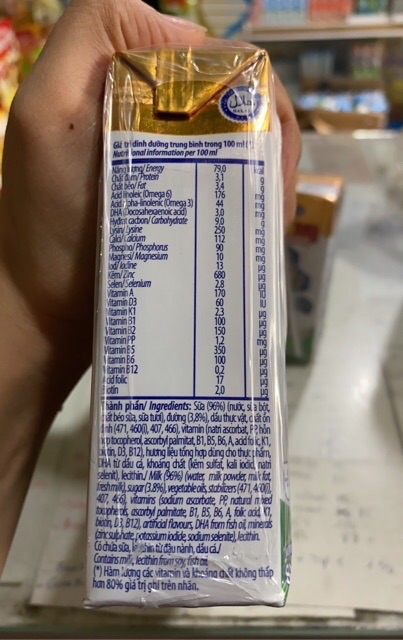 Giá trị dinh dưỡng trung bình trong 100 ml (*)
Nutritional information per 100 ml
Năng lượng/ Energy 79,0 kcal
Chất đạm/ Protein 3,1 g
Chất béo/ Fat 3,4 g
Acid linoleic (Omega 6) 176 mg
Acid alpha-linolenic (Omega 3) 44 mg
DHA (Docosahexaenoic acid) 3,0 mg
Hydrat cacbon/ Carbohydrate 9,0 g
Lysin/ Lysine 250 mg
Calci/ Calcium 112 mg
Phospho/ Phosphorus 90 mg
Magnesi/ Magnesium 10 mg
Iod/ Iodine 13 µg
Kẽm/ Zinc 680 µg
Selen/ Selenium 2,8 µg
Vitamin A 170 IU
Vitamin D3 60 IU
Vitamin K1 2,3 µg
Vitamin B1 100 µg
Vitamin B2 150 µg
Vitamin PP 1,2 mg
Vitamin B5 350 µg
Vitamin B6 100 µg
Vitamin B12 0,2 µg
Acid folic 17 µg
Biotin 2,0 µg
Thành phần/ Ingredients: Sữa (96%) (nước, sữa bột,
chất béo sữa, sữa tươi), đường (3,8%), dầu thực vật, chất ổn
định (471, 460(i), 407, 466), vitamin (natri ascorbat, PP, hỗn
hợp tocopherol, ascorbyl palmitat, B1, B5, B6, A, acid folic, K1,
biotin, D3, B12), hương liệu tổng hợp dùng cho thực phẩm,
DHA từ dầu cá, khoáng chất (kẽm sulfat, kali iodid, natri
selenit), lecithin./ Milk (96%) (water, milk powder, milk fat,
fresh milk), sugar (3.8%), vegetable oils, stabilizers (471, 460(i),
407, 466), vitamins (sodium ascorbate, PP, natural mixed
tocopherols, ascorbyl palmitate, B1, B5, B6, A, folic acid, K1,
biotin, D3, B12), artificial flavours, DHA from fish oil, minerals
(zinc sulphate, potassium iodide, sodium selenite), lecithin.
Có chứa sữa, lecithin từ đậu nành, dầu cá./
Contains milk, lecithin from soy, fish oil.
(*) Hàm lượng các vitamin và khoáng chất không thấp
hơn 80% giá trị ghi trên nhãn.